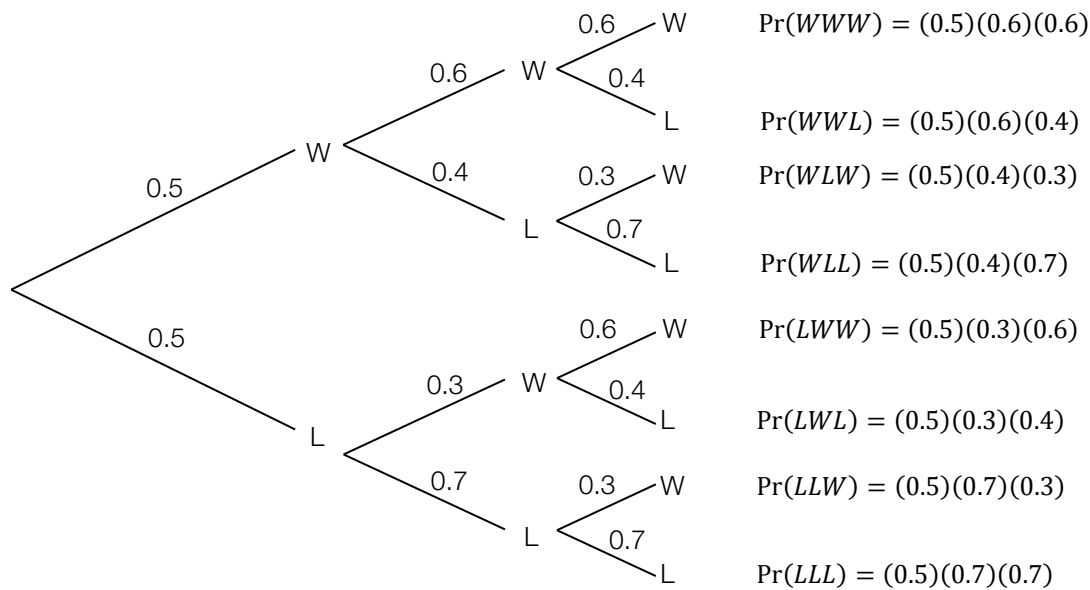 0.6 W Pr(WWW) = (0.5)(0.6)(0.6)
0.6 W 0.4
L Pr(WWL) = (0.5)(0.6)(0.4)
W
0.5 0.4 0.3 W Pr(WLW) = (0.5)(0.4)(0.3)
L 0.7
L Pr(WLL) = (0.5)(0.4)(0.7)
0.5 0.6 W Pr(LWW) = (0.5)(0.3)(0.6)
0.3 W 0.4
L Pr(LWL) = (0.5)(0.3)(0.4)
L
0.7 0.3 W Pr(LLW) = (0.5)(0.7)(0.3)
L 0.7
L Pr(LLL) = (0.5)(0.7)(0.7)